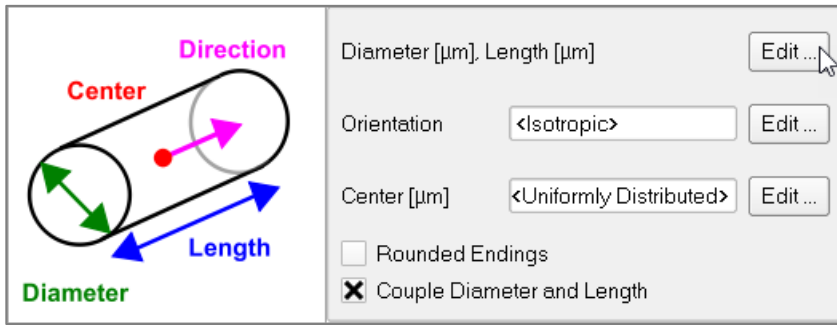 Direction
Center
Length
Diameter
Diameter [µm], Length [µm] Edit ...
Orientation <Isotropic> Edit ...
Center [µm] <Uniformly Distributed> Edit ...
Rounded Endings
Couple Diameter and Length